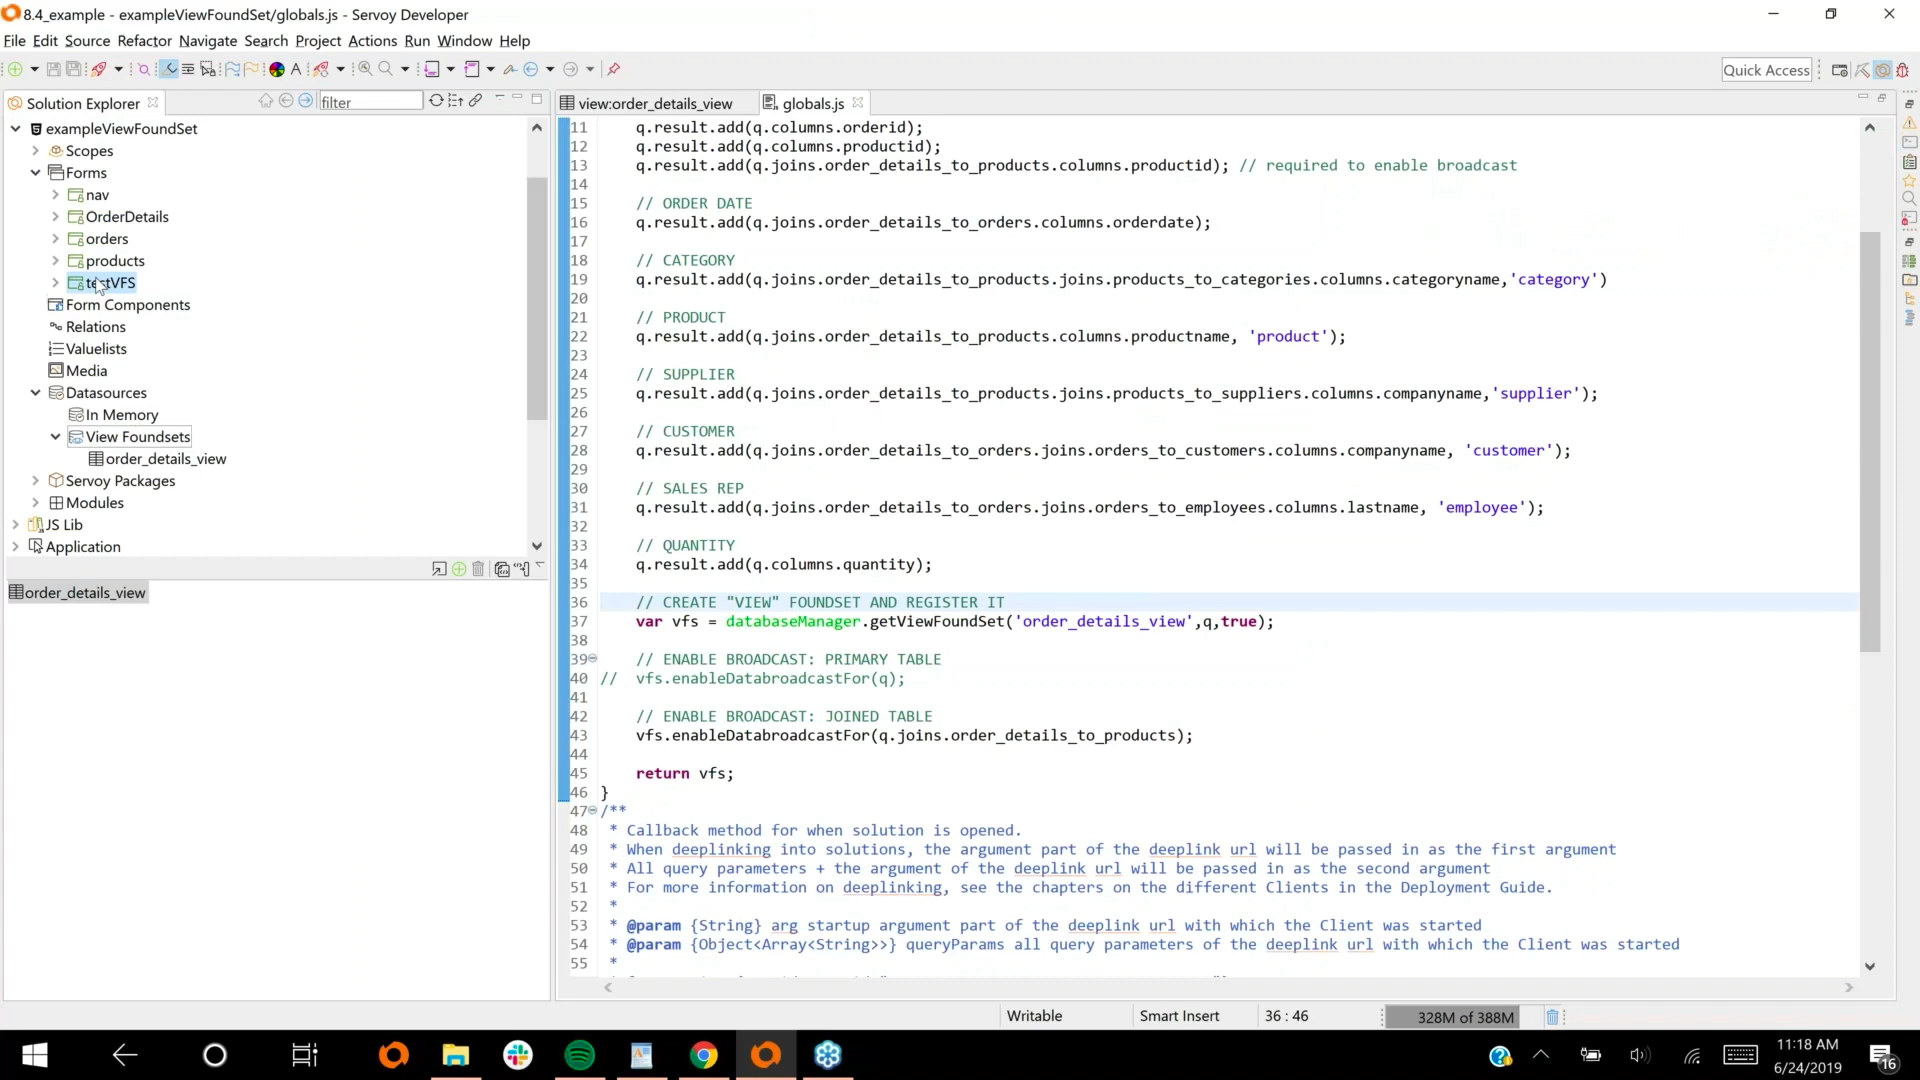 8.4_example - exampleViewFoundSet/globals.js - Servoy Developer
File Edit Source Refactor Navigate Search Project Actions Run Window Help
Quick Access
Solution Explorer
filter
exampleViewFoundSet
Scopes
Forms
nav
OrderDetails
orders
products
testVFS
Form Components
Relations
Valuelists
Media
Datasources
In Memory
View Foundsets
order_details_view
Servoy Packages
Modules
JS Lib
Application
order_details_view
view:order_details_view
globals.js
11 q.result.add(q.columns.orderid);
12 q.result.add(q.columns.productid);
13 q.result.add(q.joins.order_details_to_products.columns.productid); // required to enable broadcast
14
15 // ORDER DATE
16 q.result.add(q.joins.order_details_to_orders.columns.orderdate);
17
18 // CATEGORY
19 q.result.add(q.joins.order_details_to_products.joins.products_to_categories.columns.categoryname,'category')
20
21 // PRODUCT
22 q.result.add(q.joins.order_details_to_products.columns.productname, 'product');
23
24 // SUPPLIER
25 q.result.add(q.joins.order_details_to_products.joins.products_to_suppliers.columns.companyname,'supplier');
26
27 // CUSTOMER
28 q.result.add(q.joins.order_details_to_orders.joins.orders_to_customers.columns.companyname, 'customer');
29
30 // SALES REP
31 q.result.add(q.joins.order_details_to_orders.joins.orders_to_employees.columns.lastname, 'employee');
32
33 // QUANTITY
34 q.result.add(q.columns.quantity);
35
36 // CREATE "VIEW" FOUNDSET AND REGISTER IT
37 var vfs = databaseManager.getViewFoundSet('order_details_view',q,true);
38
39 // ENABLE BROADCAST: PRIMARY TABLE
40 // vfs.enableDatabroadcastFor(q);
41
42 // ENABLE BROADCAST: JOINED TABLE
43 vfs.enableDatabroadcastFor(q.joins.order_details_to_products);
44
45 return vfs;
46 }
47 /**
48 * Callback method for when solution is opened.
49 * When deeplinking into solutions, the argument part of the deeplink url will be passed in as the first argument
50 * All query parameters + the argument of the deeplink url will be passed in as the second argument
51 * For more information on deeplinking, see the chapters on the different Clients in the Deployment Guide.
52 *
53 * @param {String} arg startup argument part of the deeplink url with which the Client was started
54 * @param {Object<Array<String>>} queryParams all query parameters of the deeplink url with which the Client was started
55 *
Writable
Smart Insert
36 : 46
328M of 388M
11:18 AM
6/24/2019
16